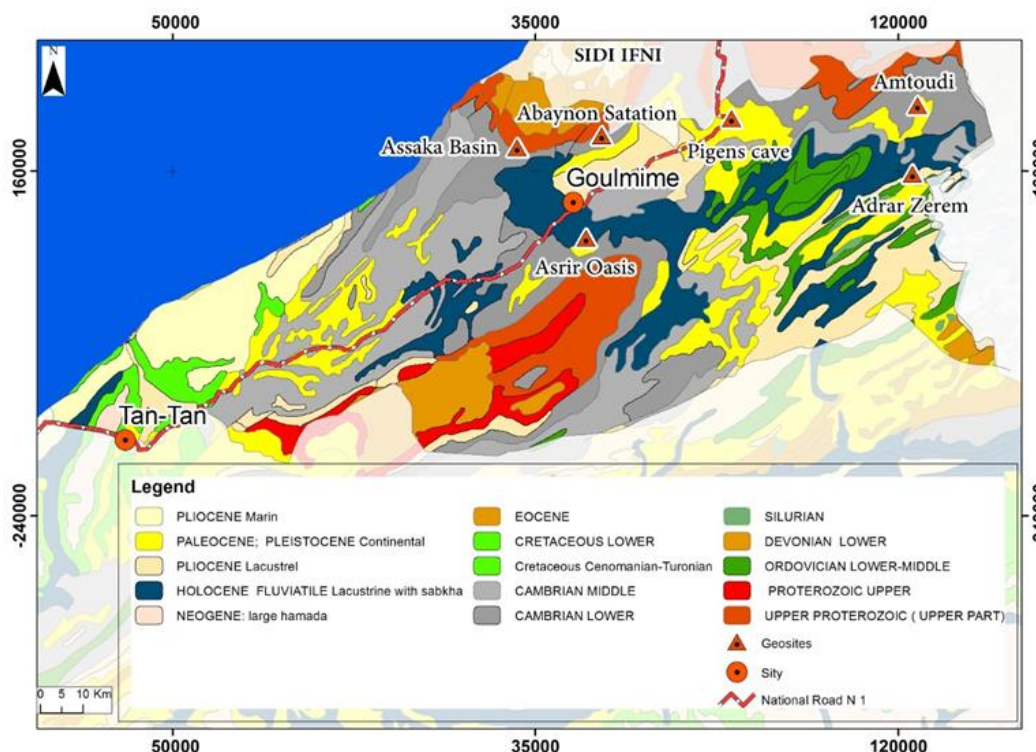 50000 35000 120000
N
SIDI IFNI
Amtoudi
Abaynon Satation
Assaka Basin
Pigens cave
160000
Goulmime
Adrar Zerem
Asrir Oasis
Tan-Tan
Legend
PLIOCENE Marin
PALEOCENE; PLEISTOCENE Continental
PLIOCENE Lacustrel
HOLOCENE FLUVIATILE Lacustrine with sabkha
NEOGENE: large hamada
EOCENE
CRETACEOUS LOWER
Cretaceous Cenomanian-Turonian
CAMBRIAN MIDDLE
CAMBRIAN LOWER
SILURIAN
DEVONIAN LOWER
ORDOVICIAN LOWER-MIDDLE
PROTEROZOIC UPPER
UPPER PROTEROZOIC ( UPPER PART)
Geosites
Sity
National Road N 1
-240000
0 5 10 Km
50000 35000 120000